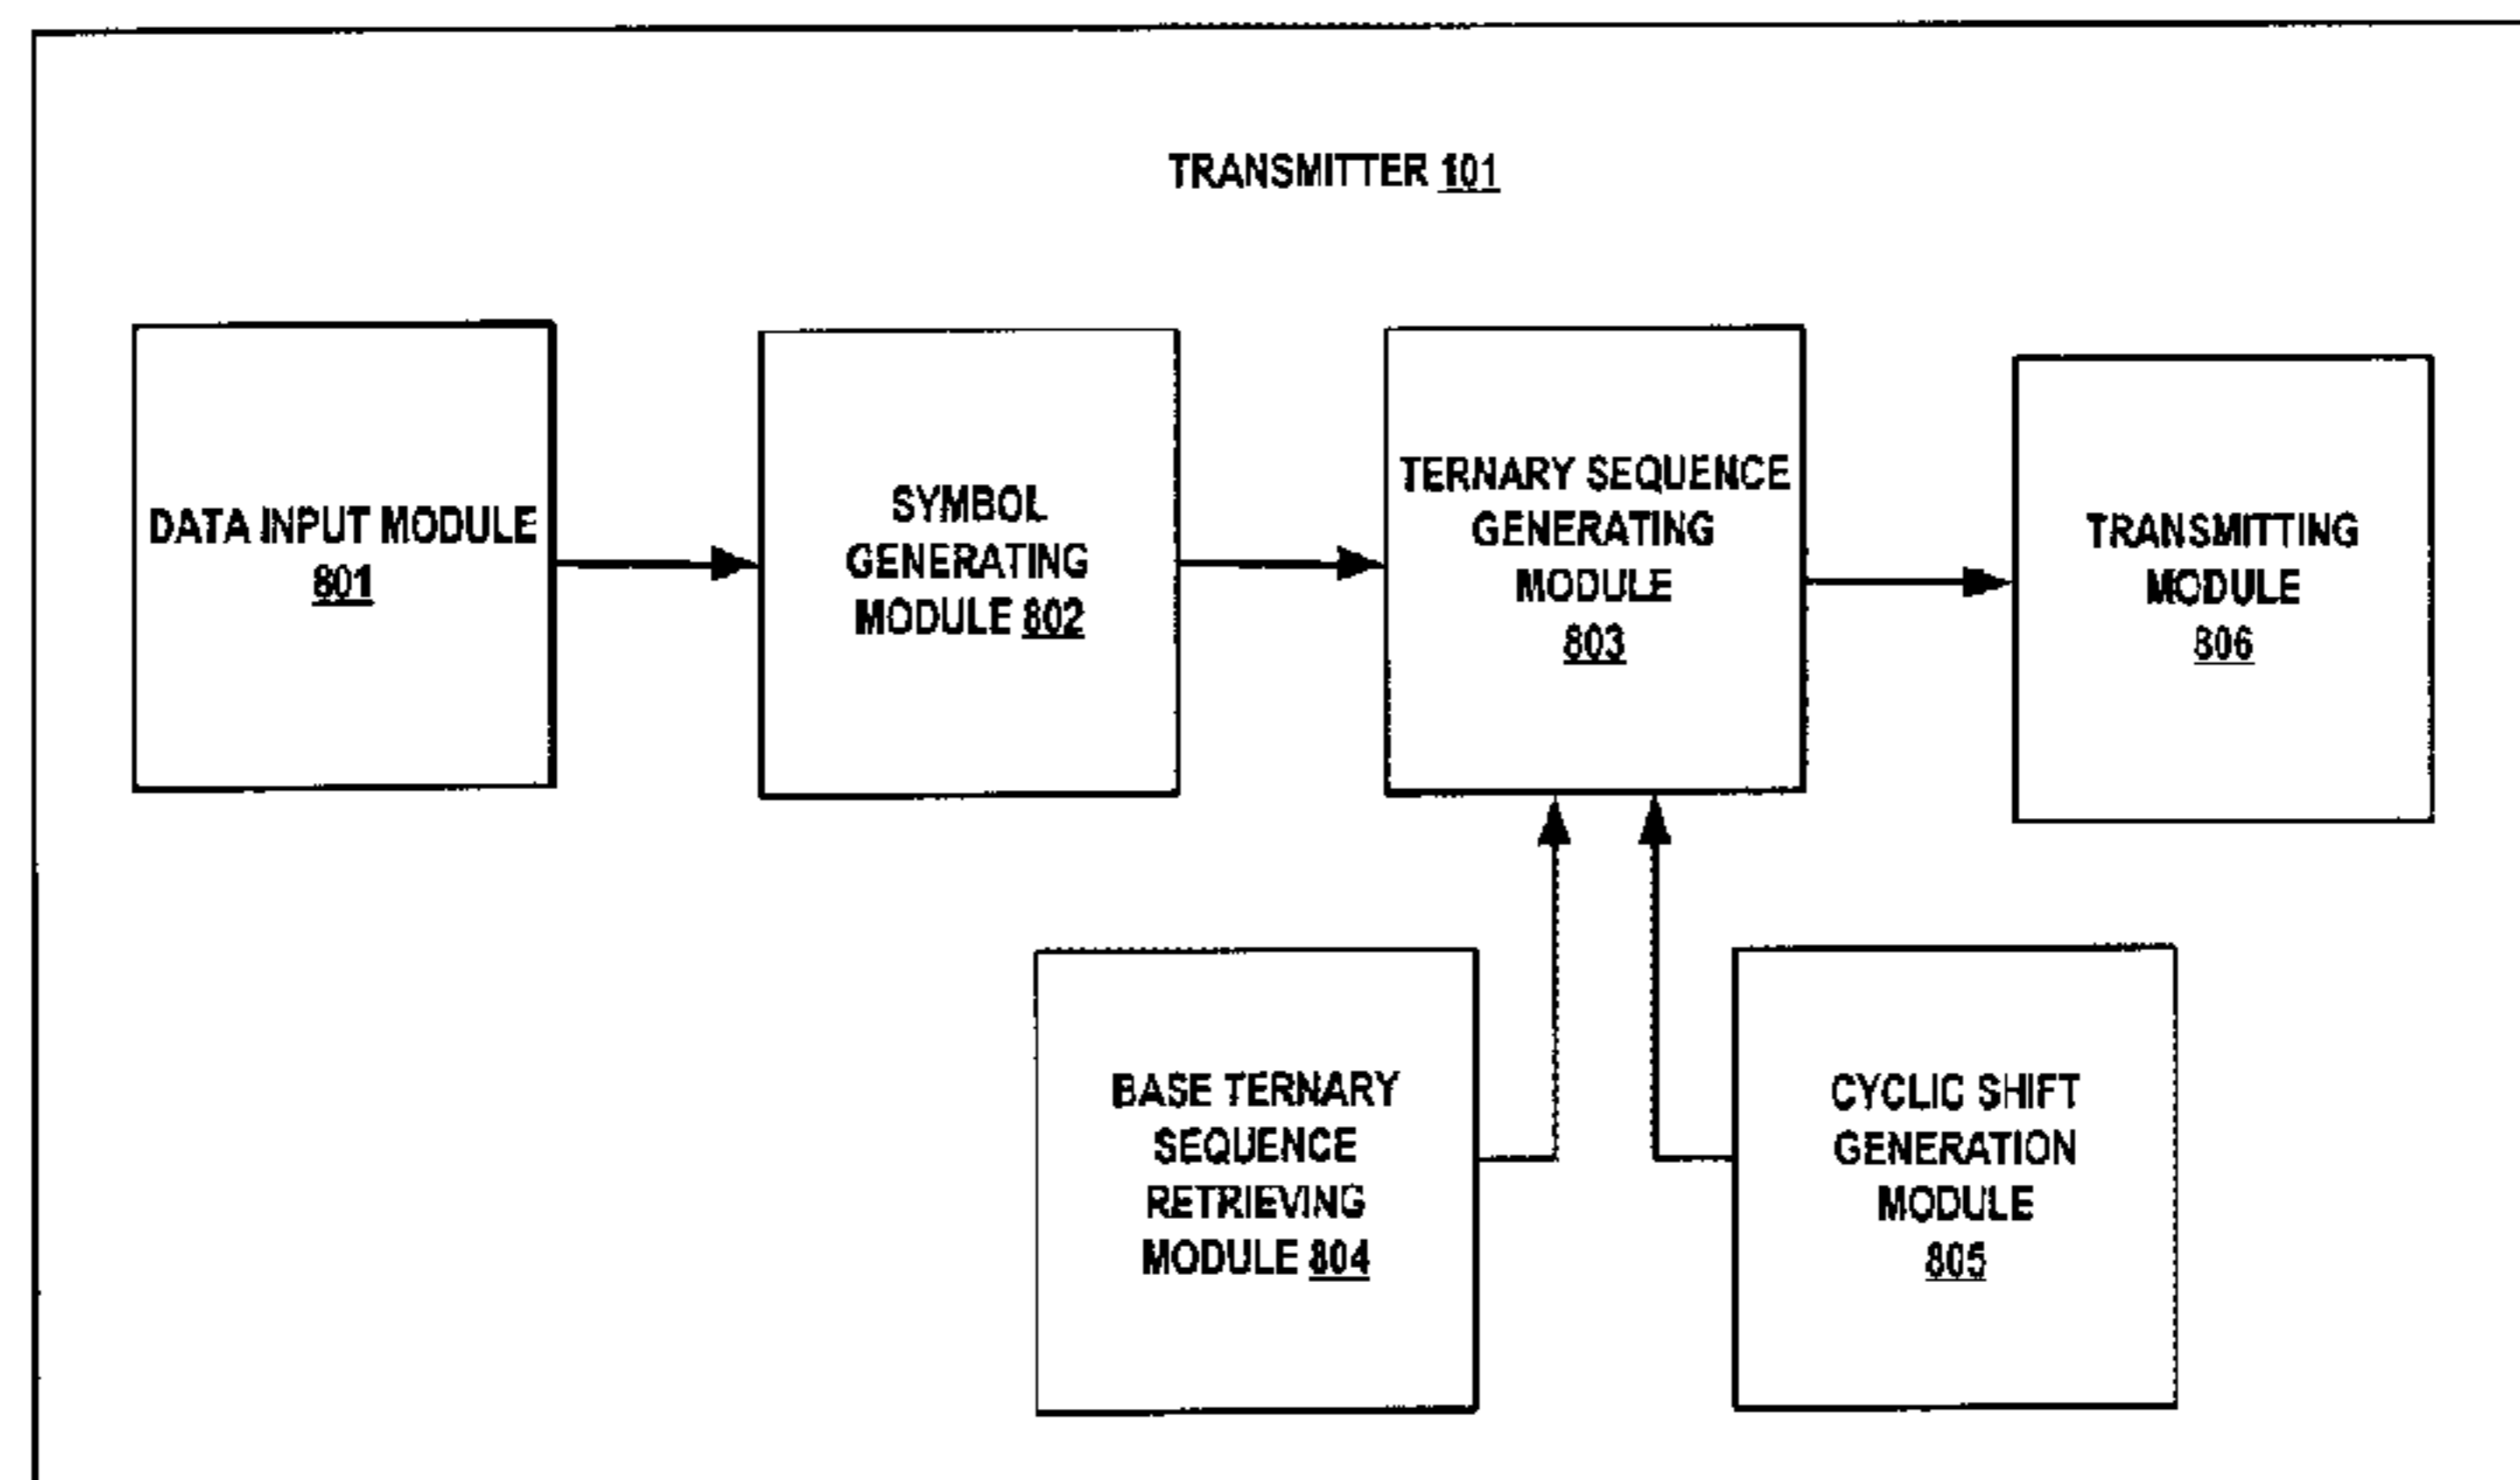 TRANSMITTER 101
DATA INPUT MODULE
801
SYMBOL
GENERATING
MODULE 802
TERNARY SEQUENCE
GENERATING
MODULE
803
TRANSMITTING
MODULE
806
BASE TERNARY
SEQUENCE
RETRIEVING
MODULE 804
CYCLIC SHIFT
GENERATION
MODULE
805